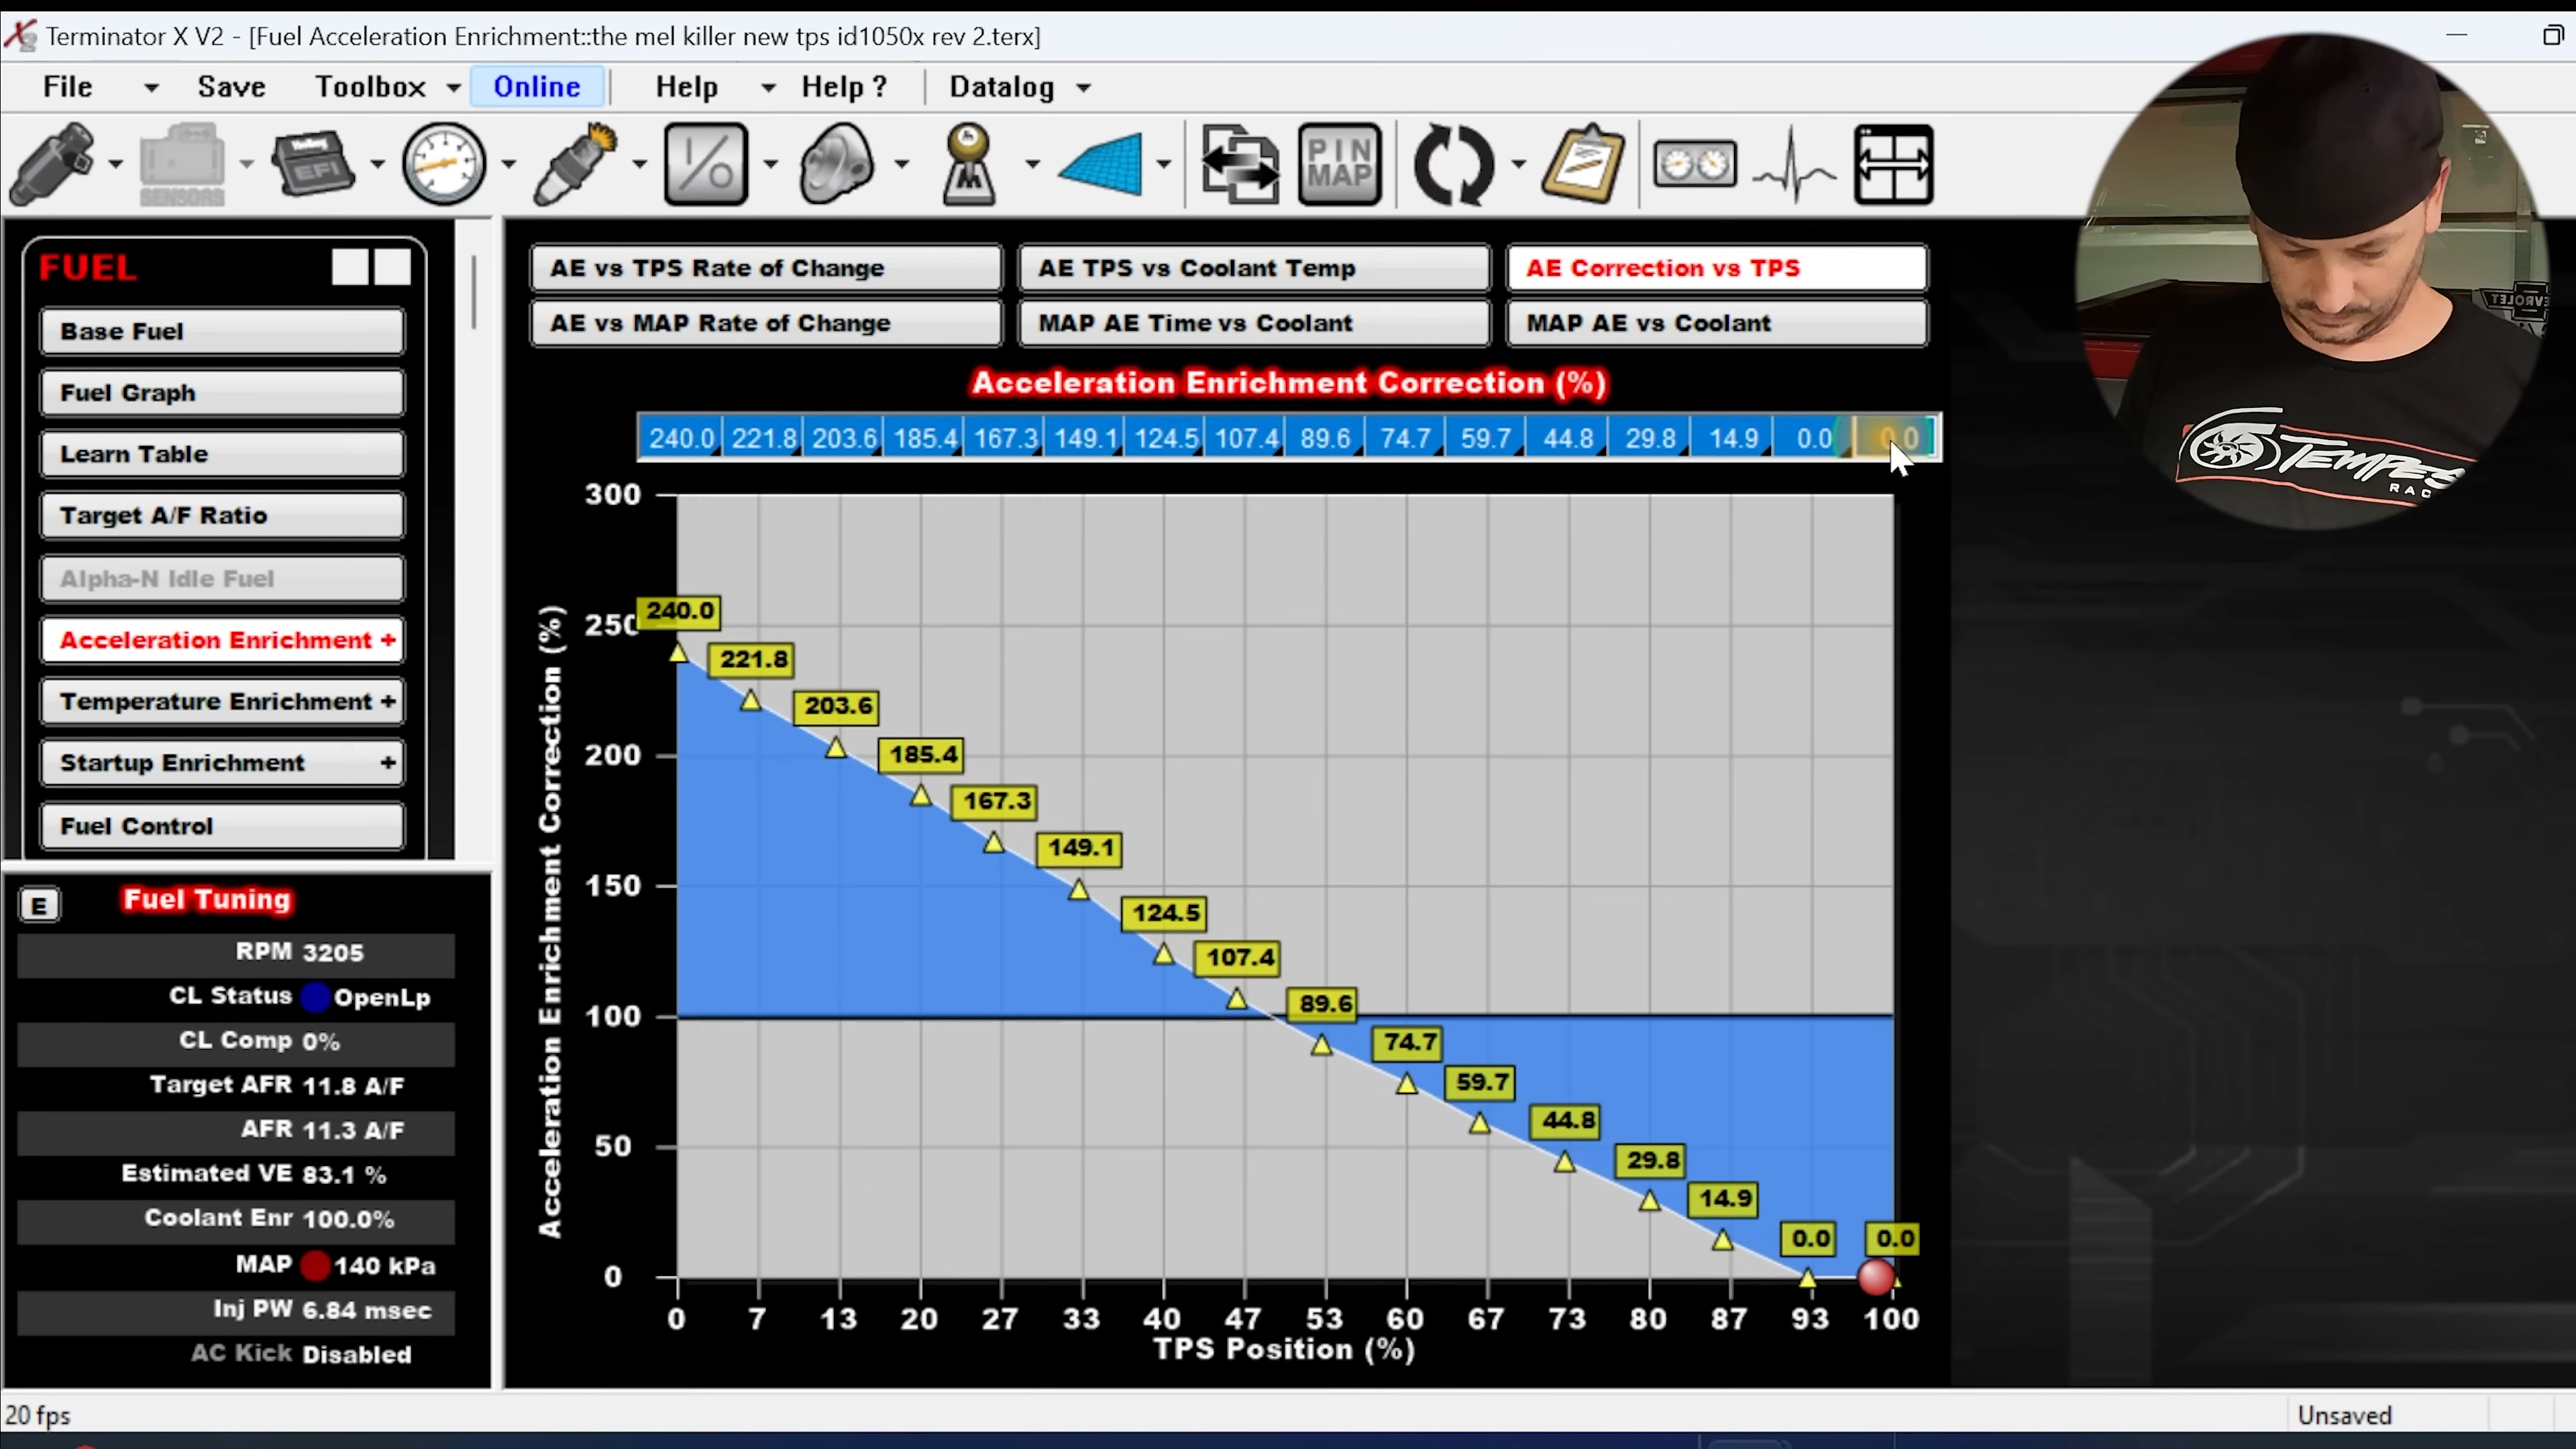 Terminator X V2 - [Fuel Acceleration Enrichment::the mel killer new tps id1050x rev 2.terx]
File Save Toolbox Online Help Help ? Datalog
SENSORS Holley EFI I/O PIN MAP
FUEL
Base Fuel
Fuel Graph
Learn Table
Target A/F Ratio
Alpha-N Idle Fuel
Acceleration Enrichment +
Temperature Enrichment +
Startup Enrichment +
Fuel Control
AE vs TPS Rate of Change AE TPS vs Coolant Temp AE Correction vs TPS
AE vs MAP Rate of Change MAP AE Time vs Coolant MAP AE vs Coolant
Acceleration Enrichment Correction (%)
240.0 221.8 203.6 185.4 167.3 149.1 124.5 107.4 89.6 74.7 59.7 44.8 29.8 14.9 0.0 0.0
Acceleration Enrichment Correction (%)
300
250
200
150
100
50
0
240.0
221.8
203.6
185.4
167.3
149.1
124.5
107.4
89.6
74.7
59.7
44.8
29.8
14.9
0.0
0.0
0 7 13 20 27 33 40 47 53 60 67 73 80 87 93 100
TPS Position (%)
E Fuel Tuning
RPM 3205
CL Status OpenLp
CL Comp 0%
Target AFR 11.8 A/F
AFR 11.3 A/F
Estimated VE 83.1 %
Coolant Enr 100.0%
MAP 140 kPa
Inj PW 6.84 msec
AC Kick Disabled
20 fps
Unsaved